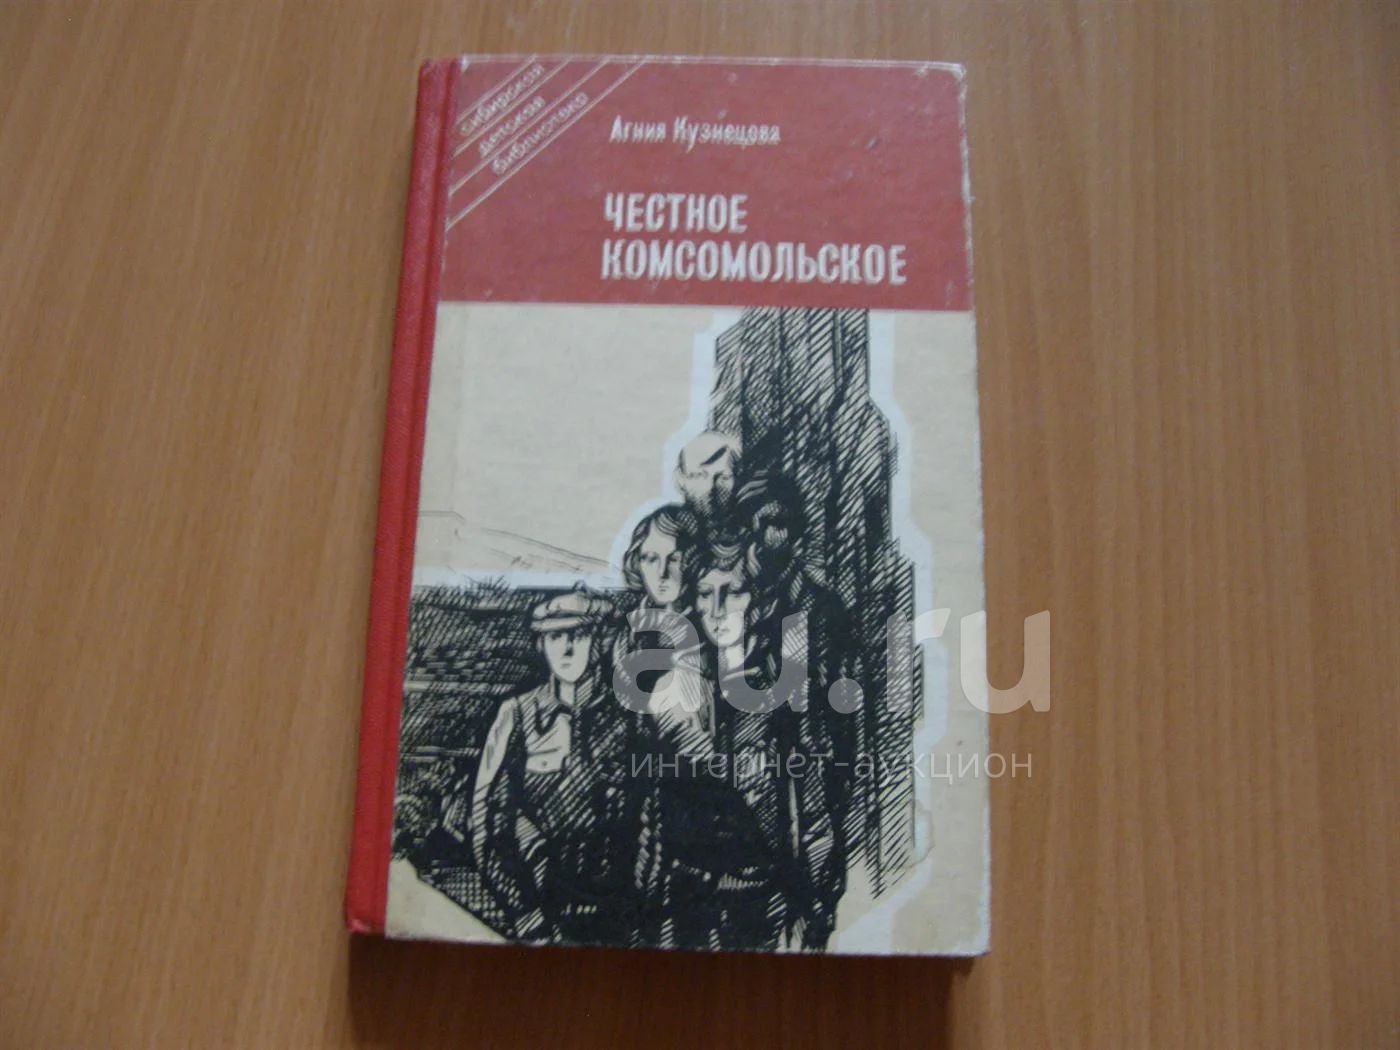 сибирская
детская
библиотека
Агния Кузнецова
ЧЕСТНОЕ
КОМСОМОЛЬСКОЕ
au.ru
интернет-аукцион